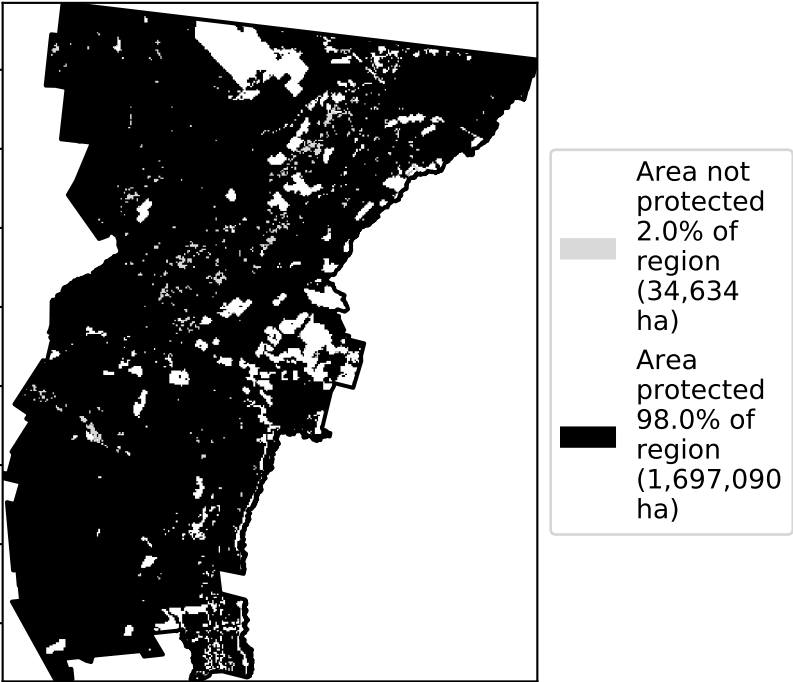 Area not
protected
2.0% of
region
(34,634
ha)
Area
protected
98.0% of
region
(1,697,090
ha)